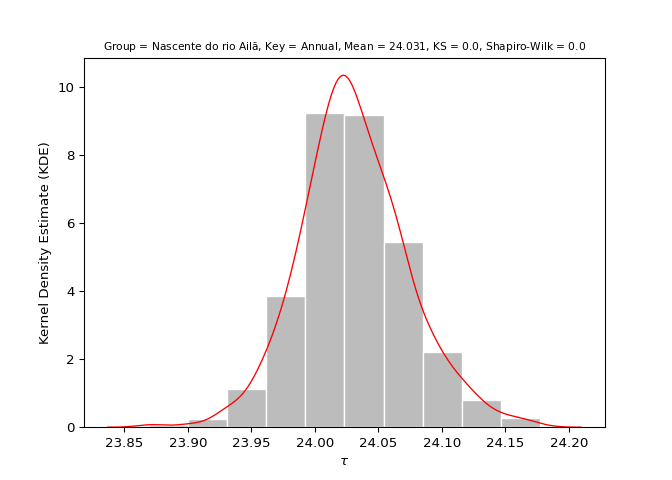 Group = Nascente do rio Ailã, Key = Annual, Mean = 24.031, KS = 0.0, Shapiro-Wilk = 0.0
Kernel Density Estimate (KDE)
10
8
6
4
2
0
23.85 23.90 23.95 24.00 24.05 24.10 24.15 24.20
τ